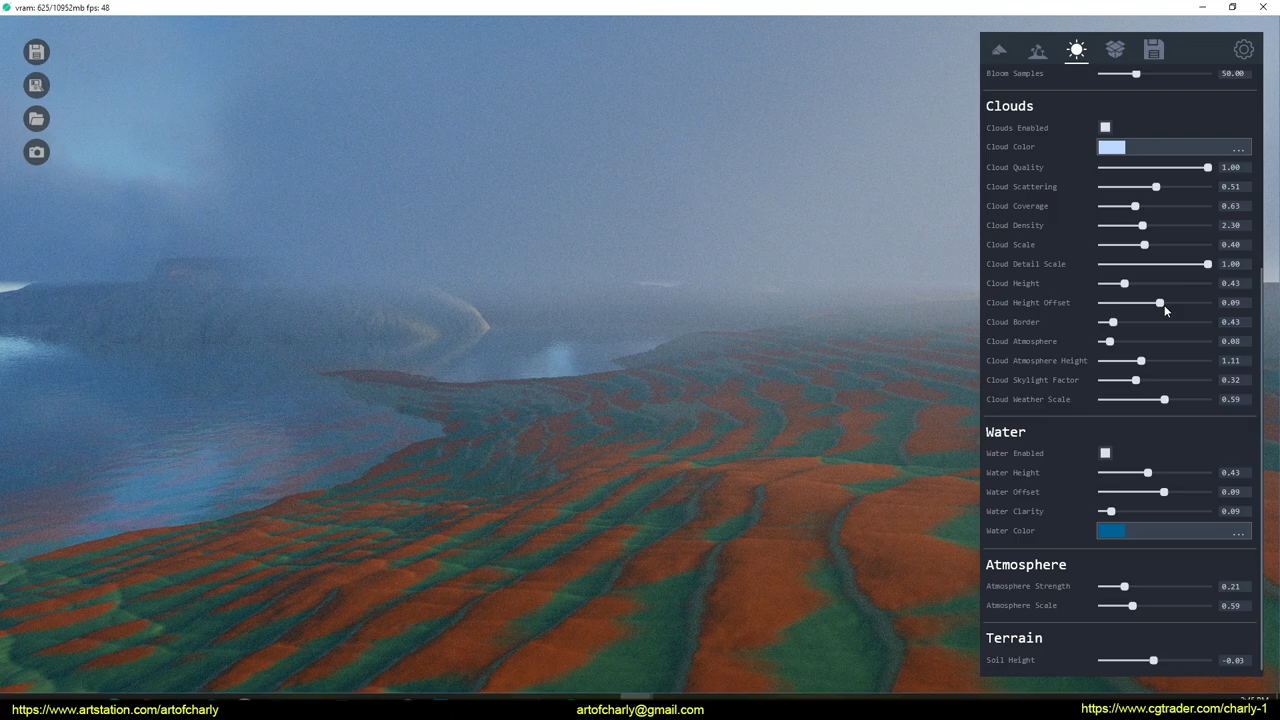 vram: 625/10952mb fps: 48
Bloom Samples 50.00
Clouds
Clouds Enabled
Cloud Color ...
Cloud Quality 1.00
Cloud Scattering 0.51
Cloud Coverage 0.63
Cloud Density 2.30
Cloud Scale 0.40
Cloud Detail Scale 1.00
Cloud Height 0.43
Cloud Height Offset 0.09
Cloud Border 0.43
Cloud Atmosphere 0.08
Cloud Atmosphere Height 1.11
Cloud Skylight Factor 0.32
Cloud Weather Scale 0.59
Water
Water Enabled
Water Height 0.43
Water Offset 0.09
Water Clarity 0.09
Water Color ...
Atmosphere
Atmosphere Strength 0.21
Atmosphere Scale 0.59
Terrain
Soil Height -0.03
https://www.artstation.com/artofcharly artofcharly@gmail.com https://www.cgtrader.com/charly-1